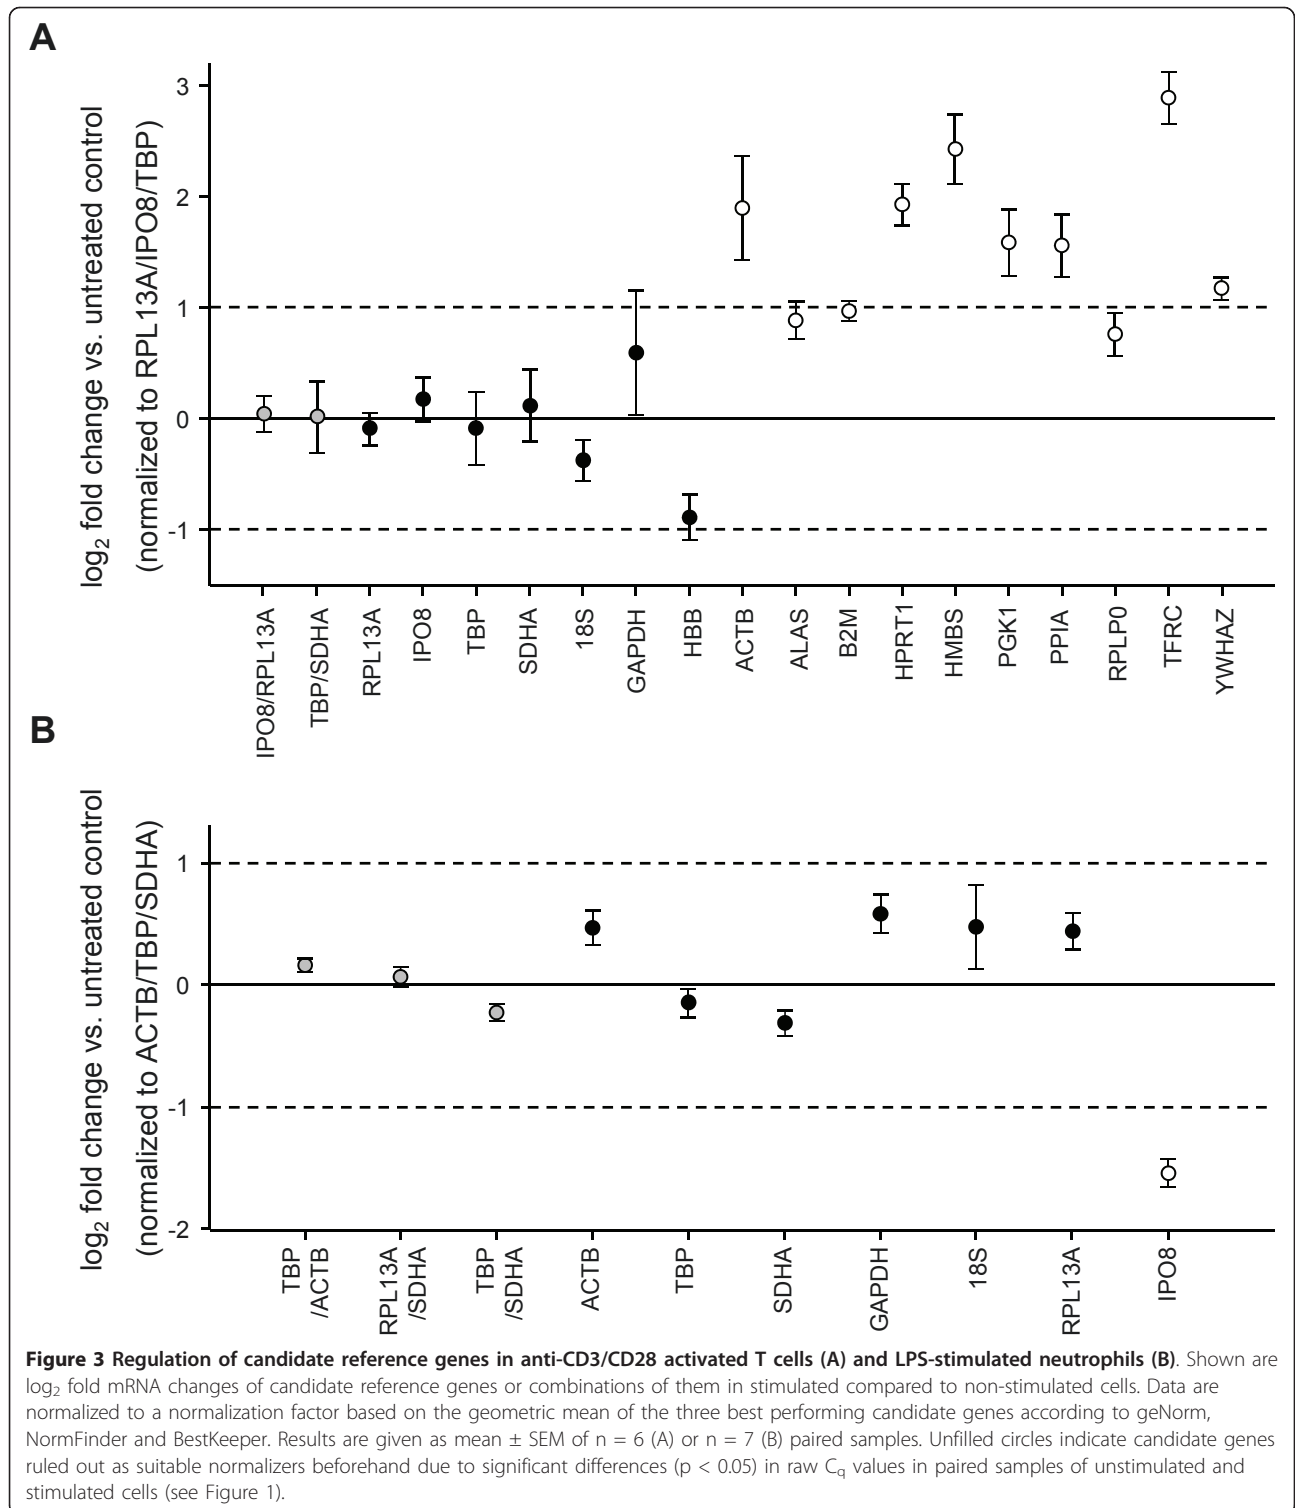 A
log2 fold change vs. untreated control
(normalized to RPL13A/IPO8/TBP)
3
2
1
0
-1
IPO8/RPL13A
TBP/SDHA
RPL13A
IPO8
TBP
SDHA
18S
GAPDH
HBB
ACTB
ALAS
B2M
HPRT1
HMBS
PGK1
PPIA
RPLP0
TFRC
YWHAZ
B
log2 fold change vs. untreated control
(normalized to ACTB/TBP/SDHA)
1
0
-1
-2
TBP
/ACTB
RPL13A
/SDHA
TBP
/SDHA
ACTB
TBP
SDHA
GAPDH
18S
RPL13A
IPO8
Figure 3 Regulation of candidate reference genes in anti-CD3/CD28 activated T cells (A) and LPS-stimulated neutrophils (B). Shown are
log2 fold mRNA changes of candidate reference genes or combinations of them in stimulated compared to non-stimulated cells. Data are
normalized to a normalization factor based on the geometric mean of the three best performing candidate genes according to geNorm,
NormFinder and BestKeeper. Results are given as mean ± SEM of n = 6 (A) or n = 7 (B) paired samples. Unfilled circles indicate candidate genes
ruled out as suitable normalizers beforehand due to significant differences (p < 0.05) in raw Cq values in paired samples of unstimulated and
stimulated cells (see Figure 1).